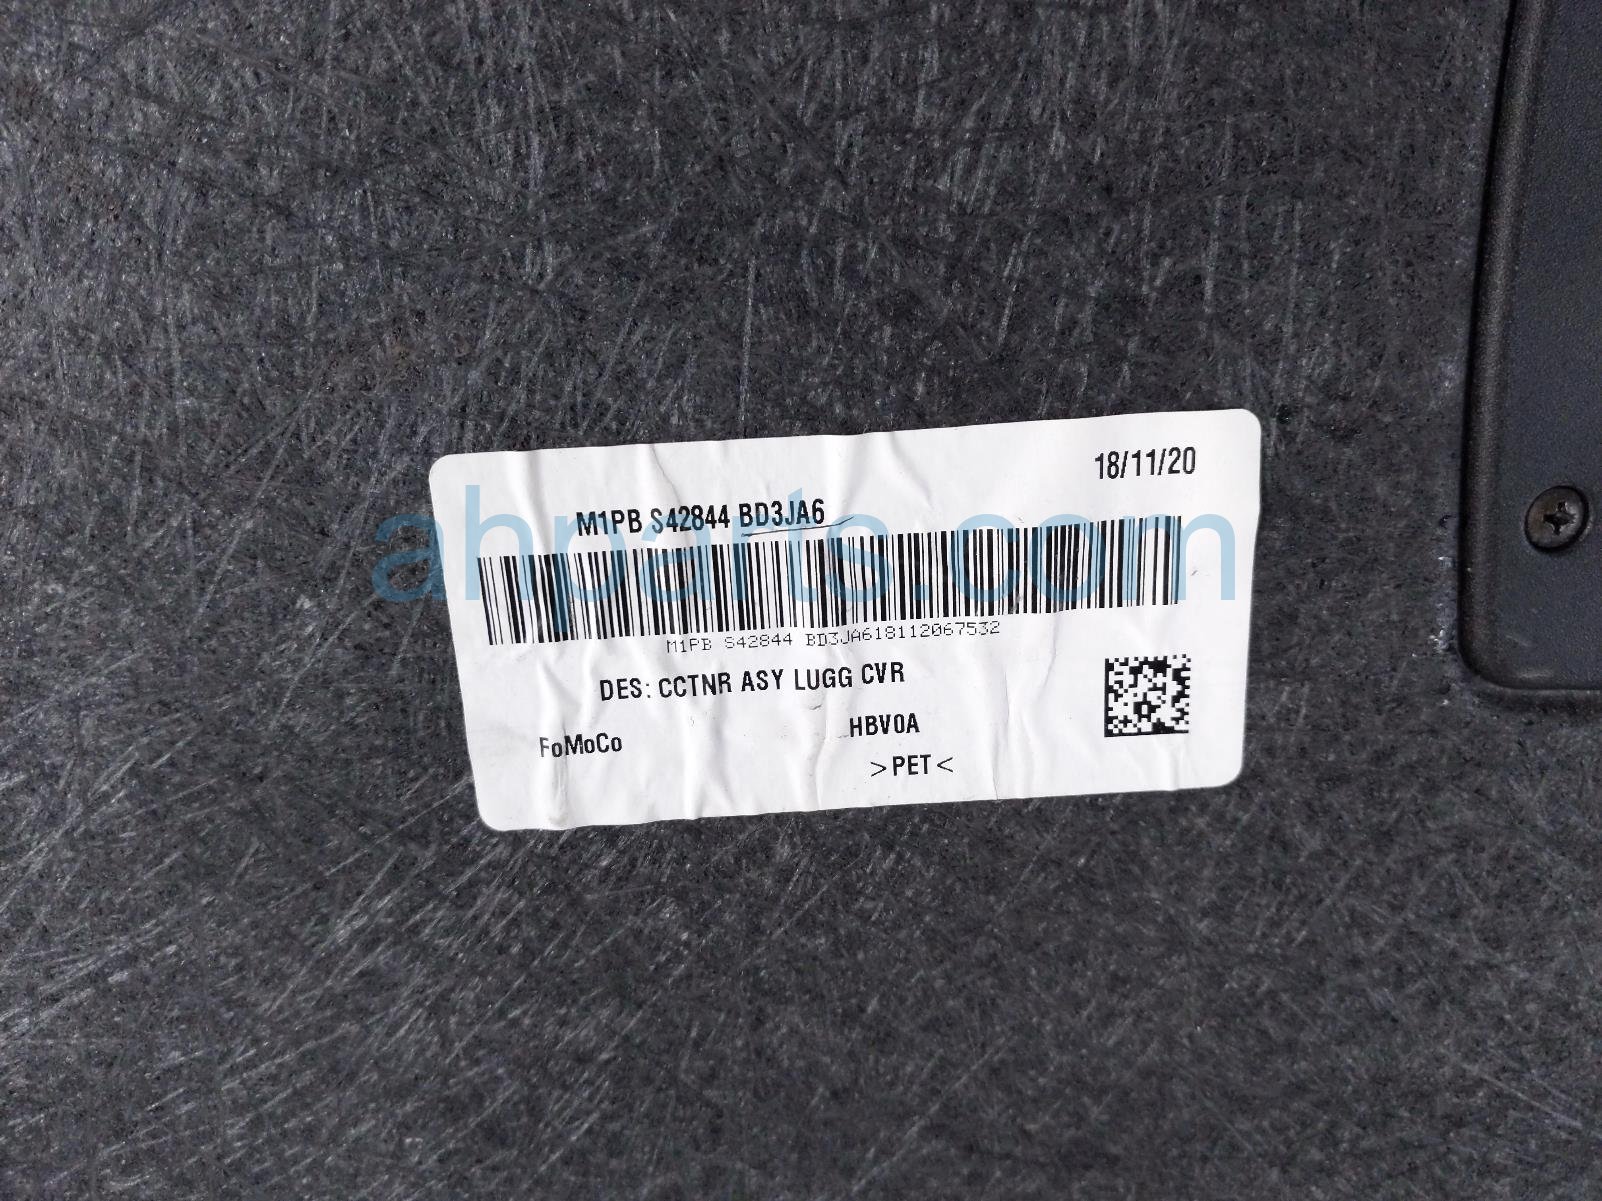 18/11/20
M1PB S42844 BD3JA6
M1PB S42844 BD3JA618112067532
DES: CCTNR ASY LUGG CVR
HBV0A
FoMoCo
>PET<
ahparts.com